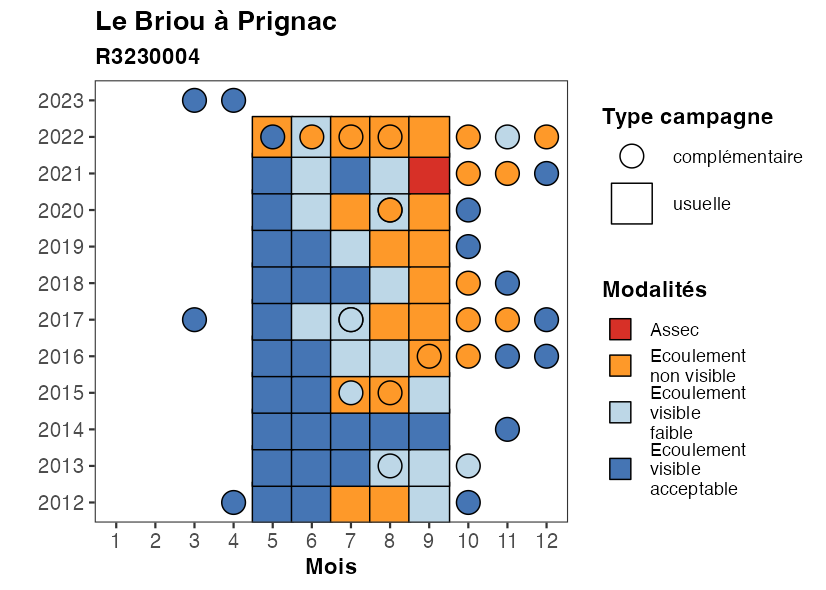 Le Briou à Prignac
R3230004
2023
2022
2021
2020
2019
2018
2017
2016
2015
2014
2013
2012
1 2 3 4 5 6 7 8 9 10 11 12
Mois
Type campagne
complémentaire
usuelle
Modalités
Assec
Ecoulement
non visible
Ecoulement
visible
faible
Ecoulement
visible
acceptable